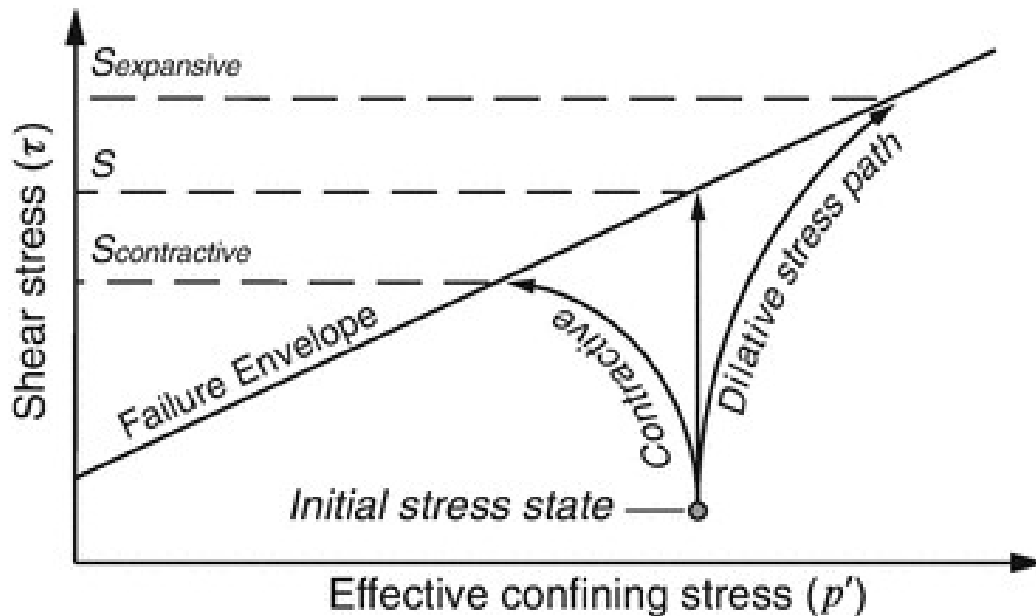 Sexpansive
S
Scontractive
Shear stress (τ)
Failure Envelope
Contractive
Dilative stress path
Initial stress state
Effective confining stress (p′)